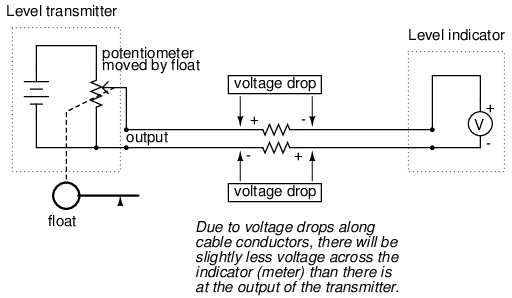 Level transmitter
Level indicator
potentiometer
moved by float
voltage drop
+ -
+
V
-
output
- +
voltage drop
float
Due to voltage drops along
cable conductors, there will be
slightly less voltage across the
indicator (meter) than there is
at the output of the transmitter.